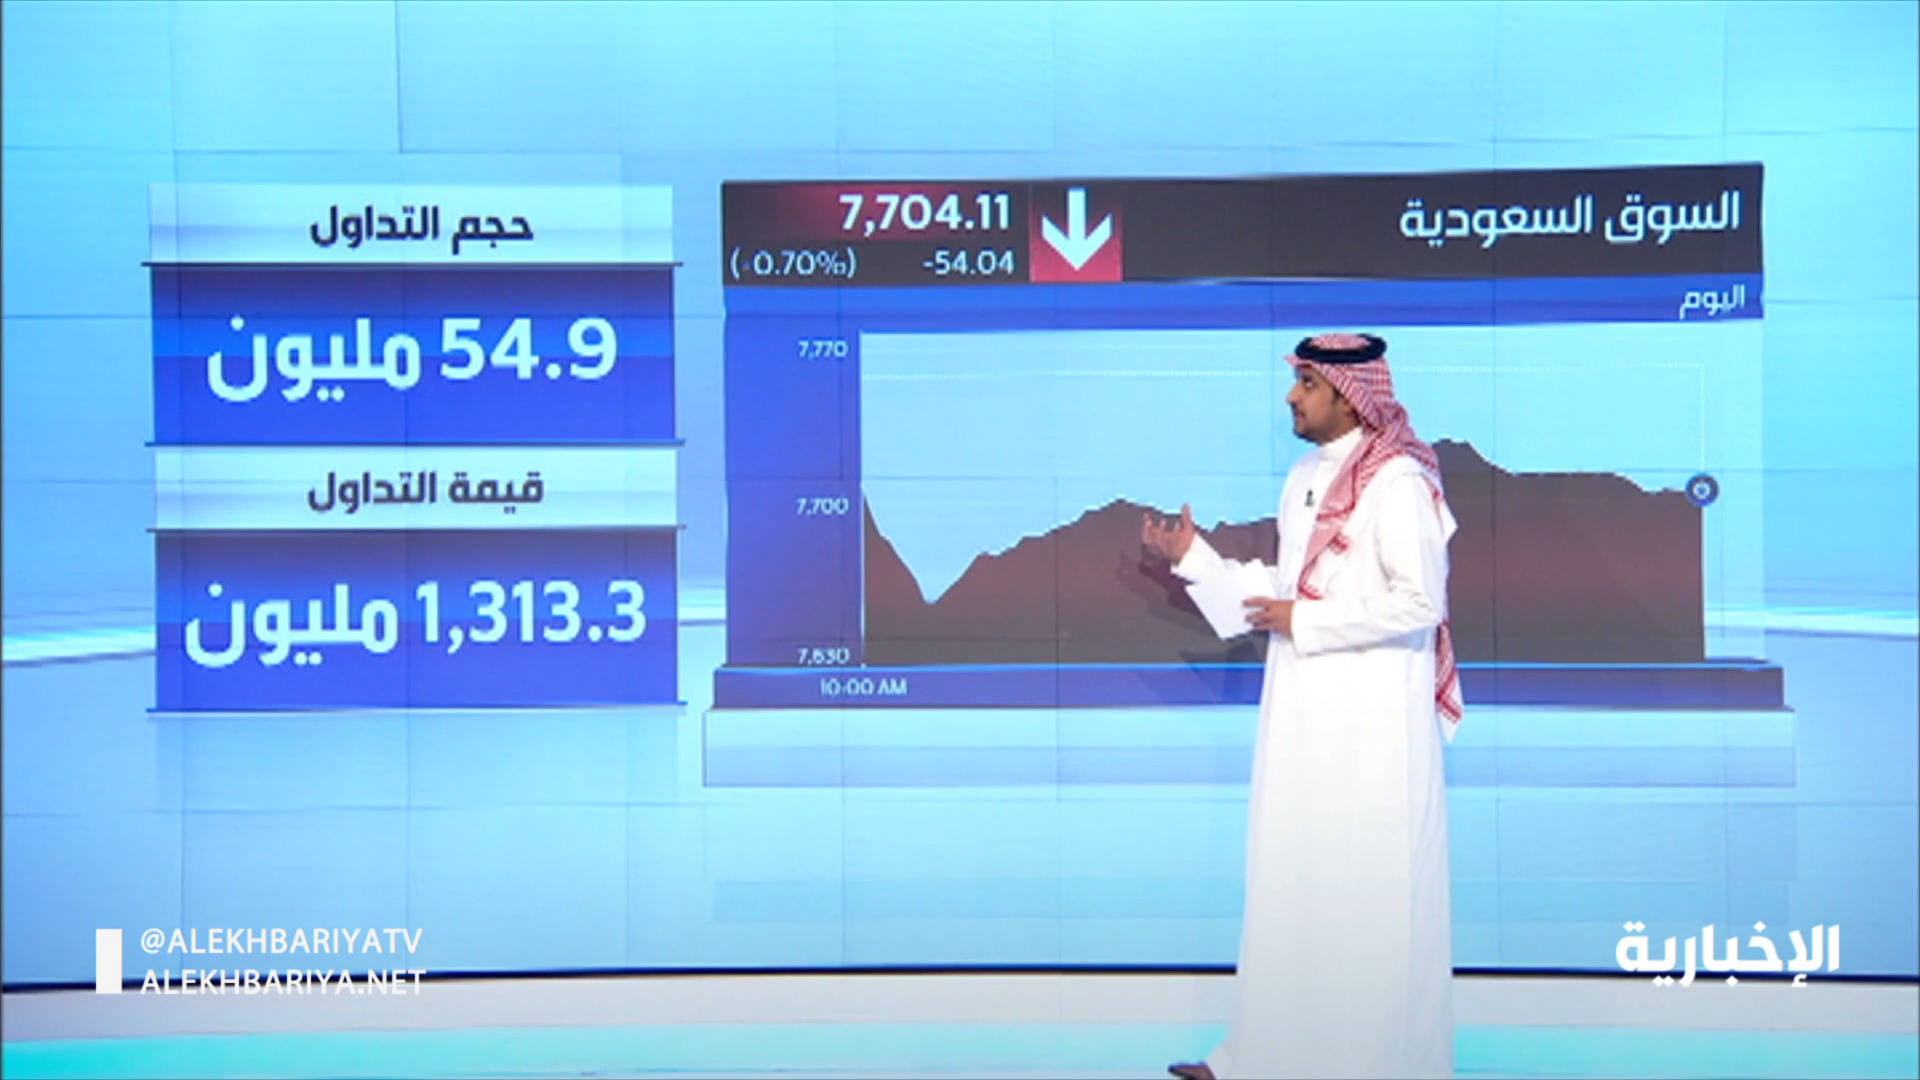 السوق السعودية
7,704.11
-54.04
(-0.70%)
اليوم
7,770
7,700
7,630
10:00 AM
حجم التداول
54.9 مليون
قيمة التداول
1,313.3 مليون
@ALEKHBARIYATV
ALEKHBARIYA.NET
الإخبارية